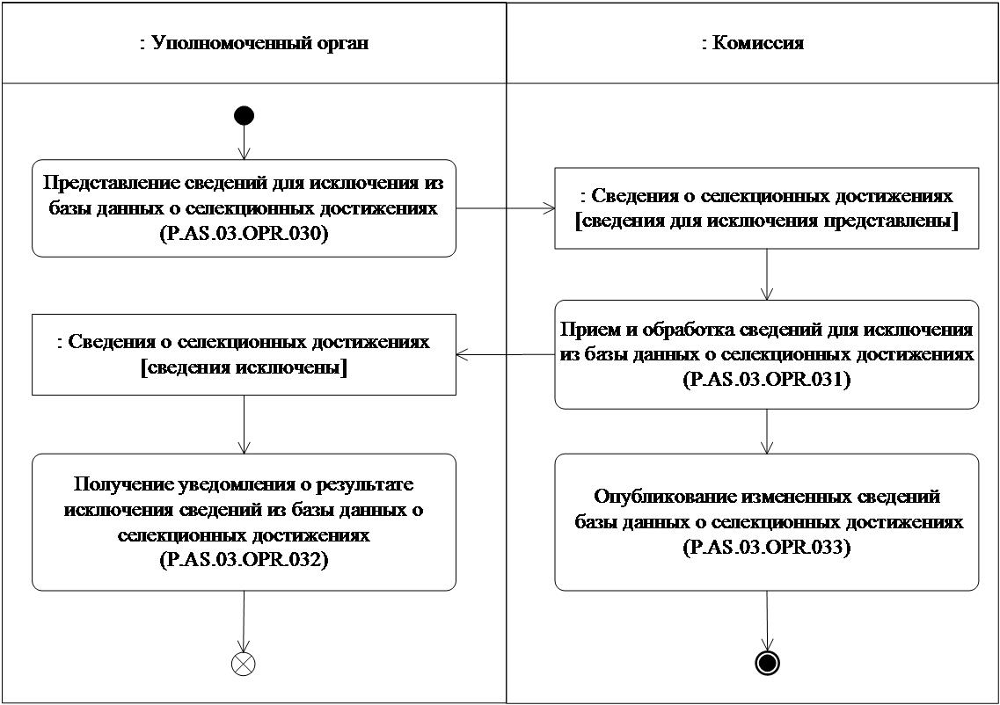 : Уполномоченный орган
: Комиссия
Представление сведений для исключения из
базы данных о селекционных достижениях
(P.AS.03.OPR.030)
: Сведения о селекционных достижениях
[сведения для исключения представлены]
: Сведения о селекционных достижениях
[сведения исключены]
Прием и обработка сведений для исключения
из базы данных о селекционных достижениях
(P.AS.03.OPR.031)
Получение уведомления о результате
исключения сведений из базы данных о
селекционных достижениях
(P.AS.03.OPR.032)
Опубликование измененных сведений
базы данных о селекционных достижениях
(P.AS.03.OPR.033)